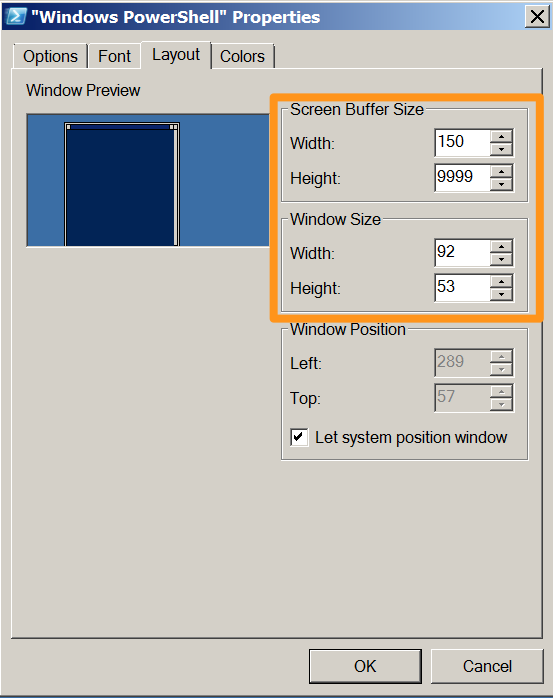 "Windows PowerShell" Properties
Options Font Layout Colors
Window Preview
Screen Buffer Size
Width: 150
Height: 9999
Window Size
Width: 92
Height: 53
Window Position
Left: 289
Top: 57
Let system position window
OK Cancel